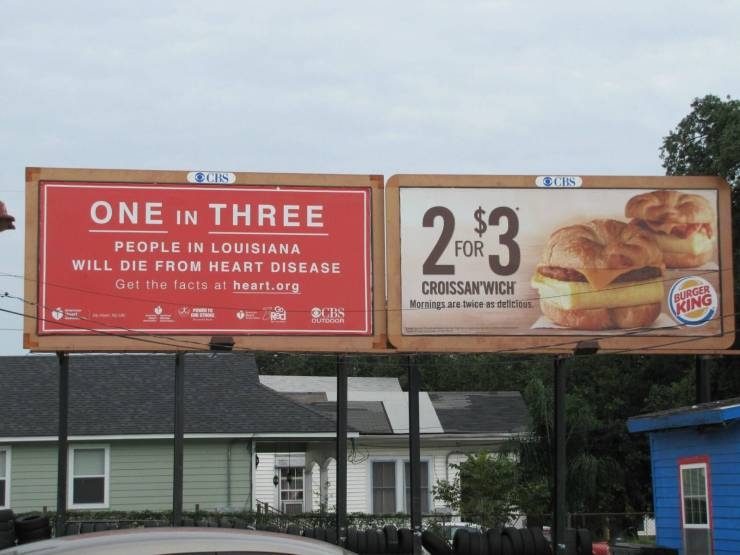 CBS
ONE IN THREE
PEOPLE IN LOUISIANA
WILL DIE FROM HEART DISEASE
Get the facts at heart.org
CBS
OUTDOOR
CBS
2 FOR $3
CROISSAN'WICH
Mornings are twice as delicious.
BURGER
KING